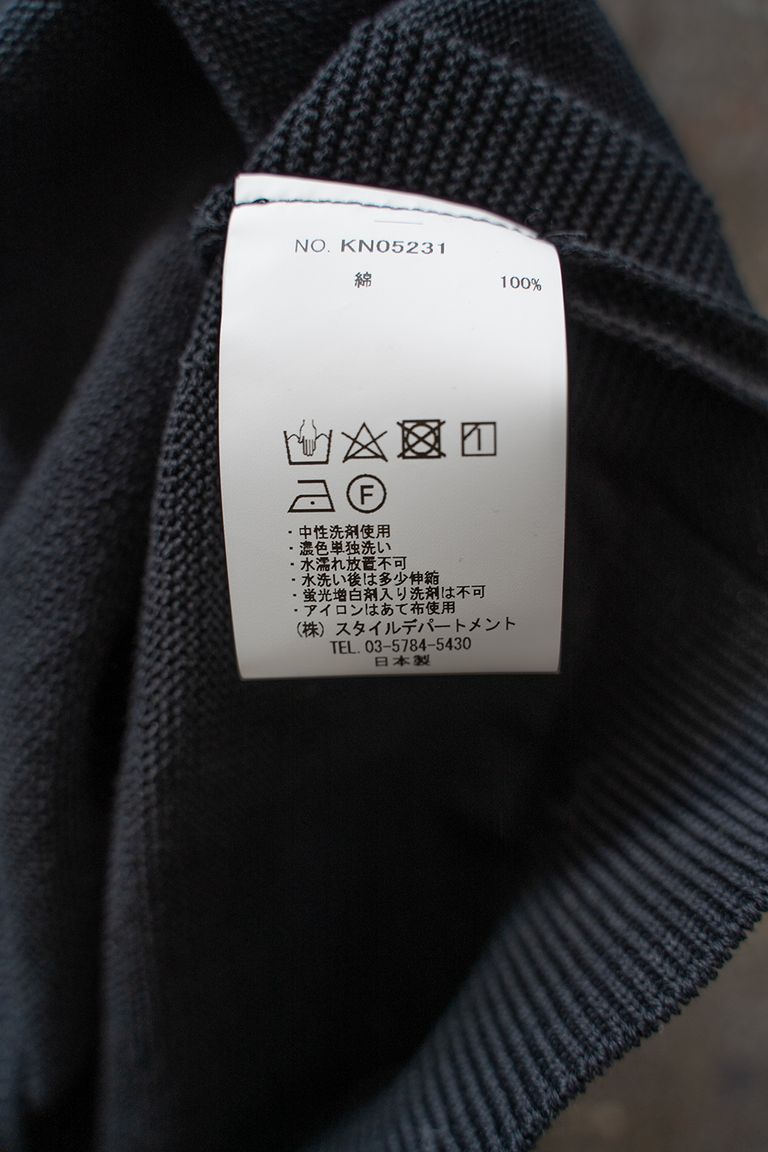 NO. KN05231
綿 100%
F
・中性洗剤使用
・濃色単独洗い
・水濡れ放置不可
・水洗い後は多少伸縮
・蛍光増白剤入り洗剤は不可
・アイロンはあて布使用
(株) スタイルデパートメント
TEL. 03-5784-5430
日本製